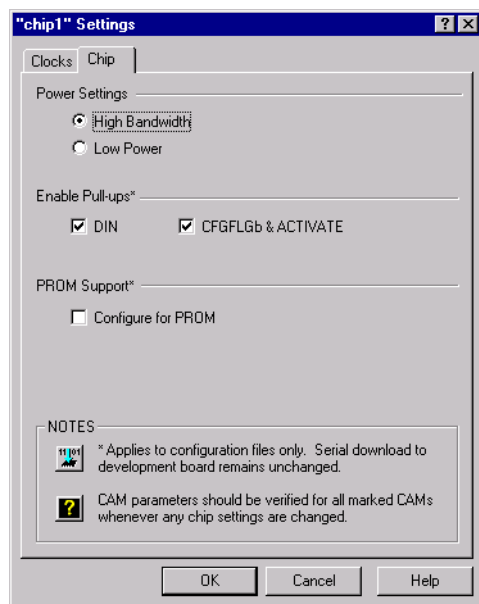 "chip1" Settings
Clocks Chip
Power Settings
High Bandwidth
Low Power
Enable Pull-ups*
DIN CFGFLGb & ACTIVATE
PROM Support*
Configure for PROM
NOTES
11 01
* Applies to configuration files only. Serial download to
development board remains unchanged.
?
CAM parameters should be verified for all marked CAMs
whenever any chip settings are changed.
OK Cancel Help